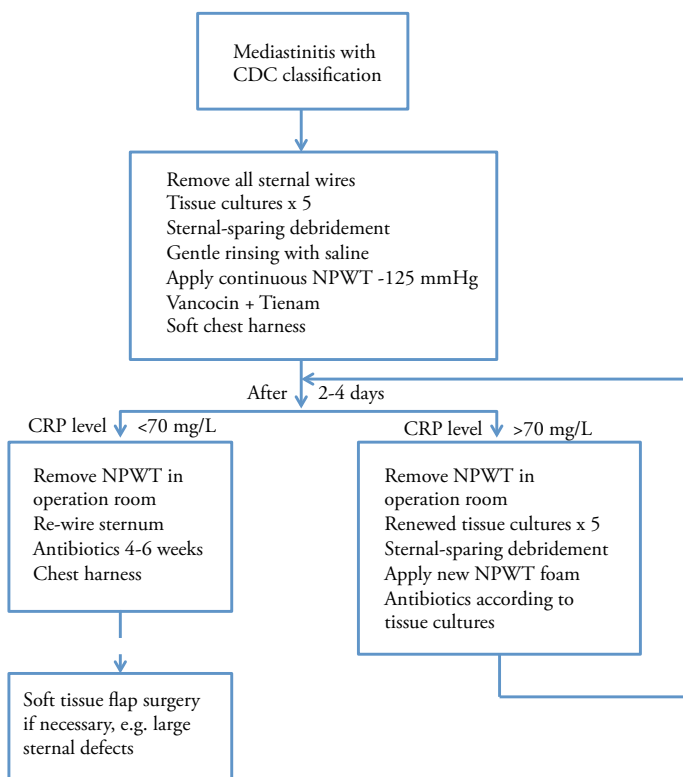 Mediastinitis with
CDC classification
Remove all sternal wires
Tissue cultures x 5
Sternal-sparing debridement
Gentle rinsing with saline
Apply continuous NPWT -125 mmHg
Vancocin + Tienam
Soft chest harness
After 2-4 days
CRP level <70 mg/L
Remove NPWT in
operation room
Re-wire sternum
Antibiotics 4-6 weeks
Chest harness
CRP level >70 mg/L
Remove NPWT in
operation room
Renewed tissue cultures x 5
Sternal-sparing debridement
Apply new NPWT foam
Antibiotics according to
tissue cultures
Soft tissue flap surgery
if necessary, e.g. large
sternal defects